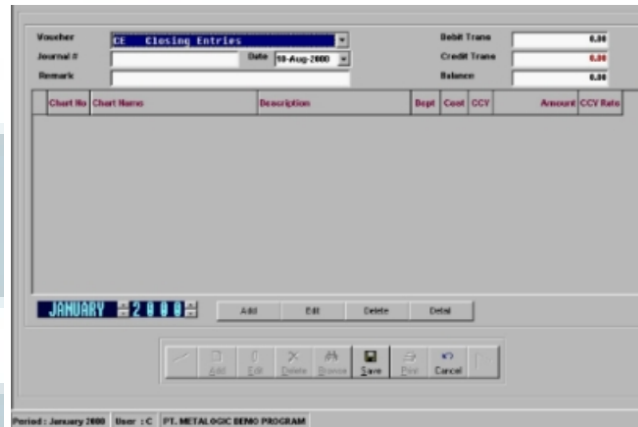 Voucher CE Closing Entries Debit Trans 0.00
Journal # Date 10-Aug-2000 Credit Trans 0.00
Remark Balance 0.00
Chart No Chart Name Description Dept Cost CCY Amount CCY Rate
JANUARY 2000 Add Edit Delete Detail
Add Edit Delete Browse Save Print Cancel
Period : January 2000 User : C PT. METALOGIC DEMO PROGRAM